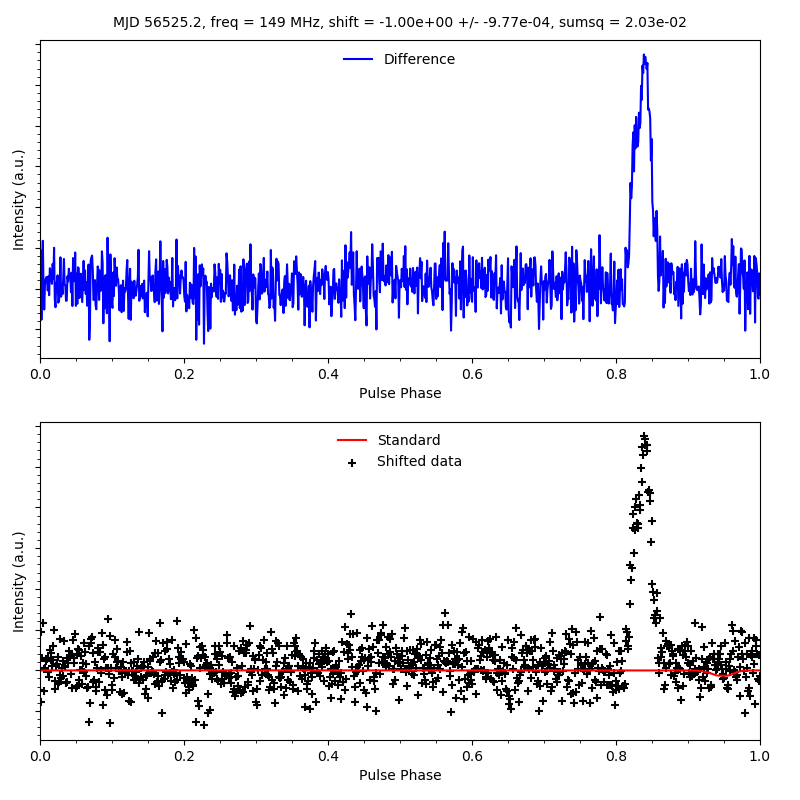 MJD 56525.2, freq = 149 MHz, shift = -1.00e+00 +/- -9.77e-04, sumsq = 2.03e-02
Difference
Intensity (a.u.)
0.0 0.2 0.4 0.6 0.8 1.0
Pulse Phase
Standard
Shifted data
Intensity (a.u.)
0.0 0.2 0.4 0.6 0.8 1.0
Pulse Phase